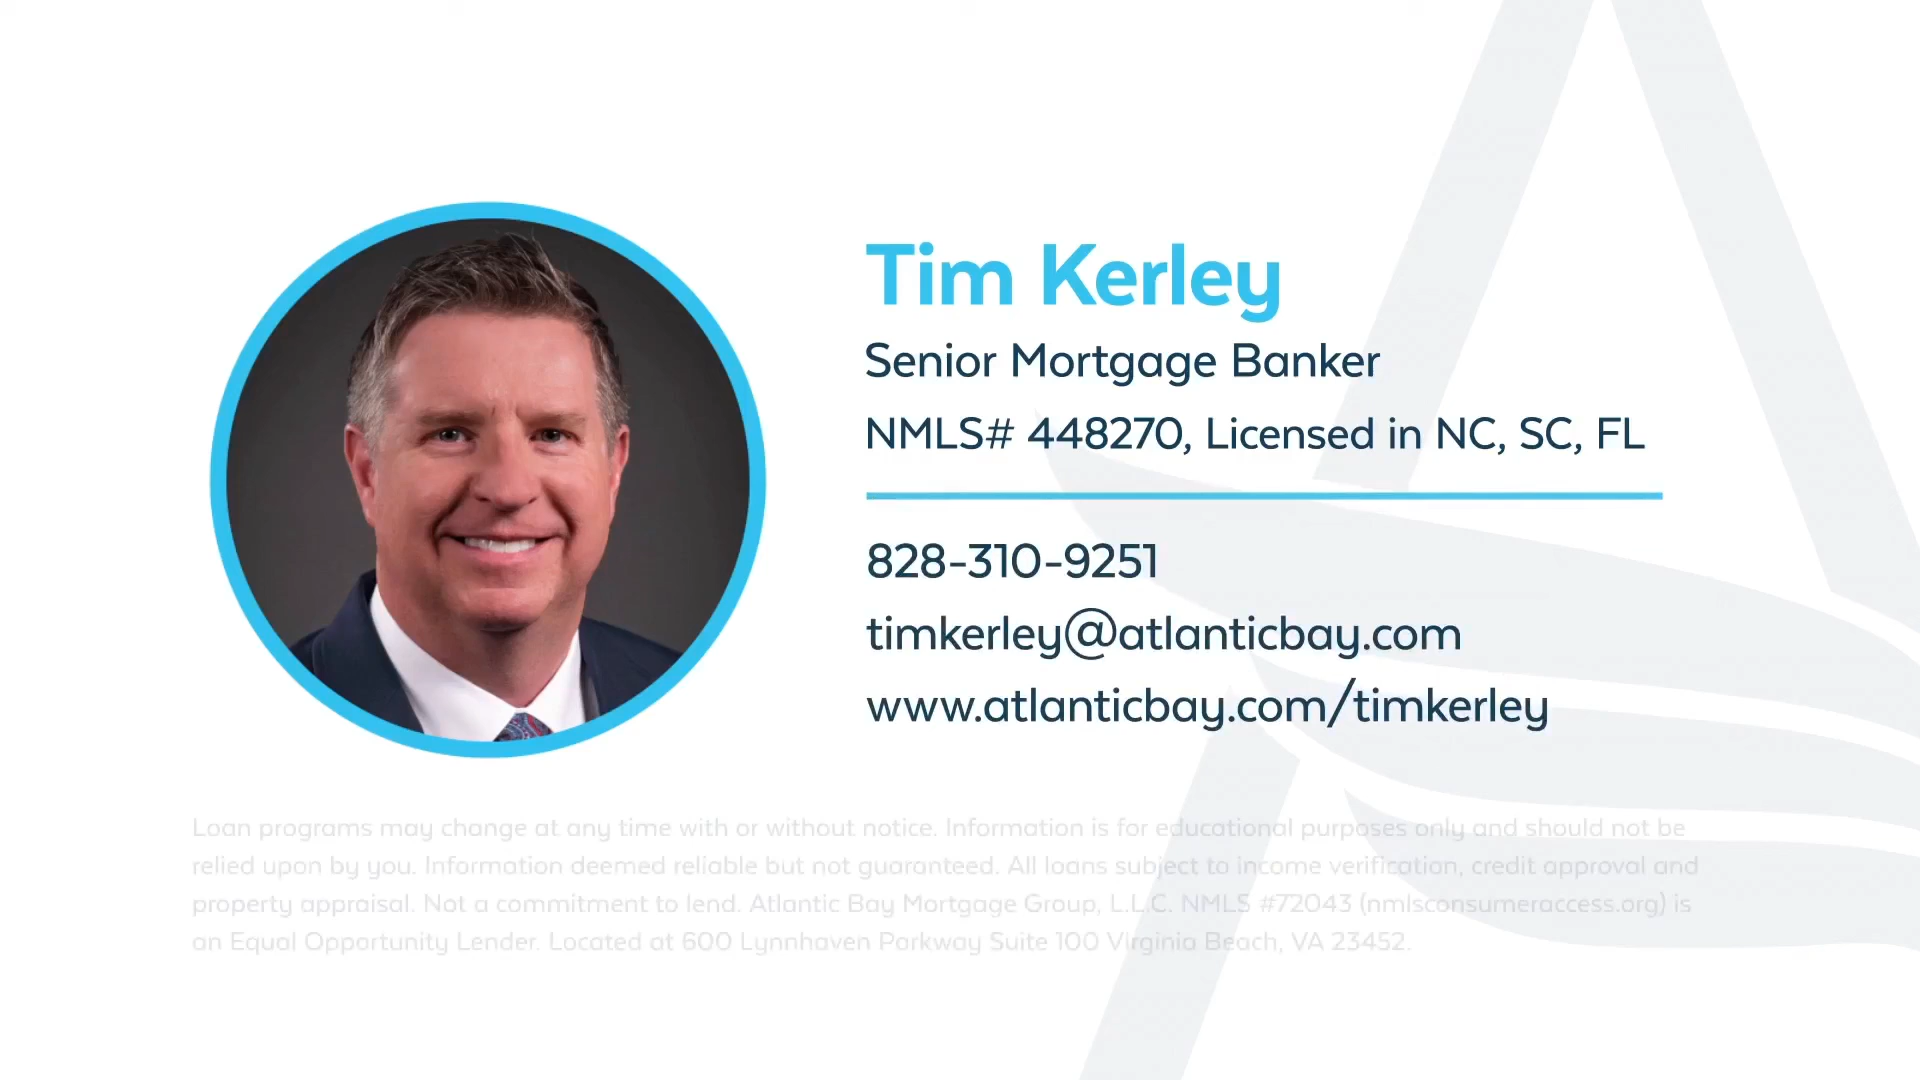 Tim Kerley
Senior Mortgage Banker
NMLS# 448270, Licensed in NC, SC, FL
828-310-9251
timkerley@atlanticbay.com
www.atlanticbay.com/timkerley
Loan programs may change at any time with or without notice. Information is for educational purposes only and should not be
relied upon by you. Information deemed reliable but not guaranteed. All loans subject to income verification, credit approval and
property appraisal. Not a commitment to lend. Atlantic Bay Mortgage Group, L.L.C. NMLS #72043 (nmlsconsumeraccess.org) is
an Equal Opportunity Lender. Located at 600 Lynnhaven Parkway Suite 100 Virginia Beach, VA 23452.